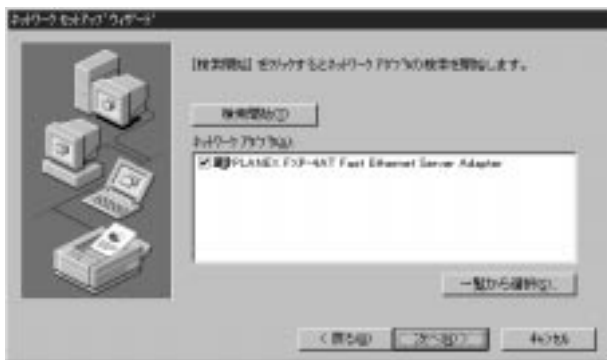 ネットワーク セットアップ ウィザード
[検索開始] をクリックするとネットワーク アダプタの検索を開始します。
検索開始(T)
ネットワーク アダプタ(A):
PLANEX FXP-4AT Fast Ethernet Server Adapter
一覧から選択(S)...
< 戻る(B)
次へ(N) >
キャンセル